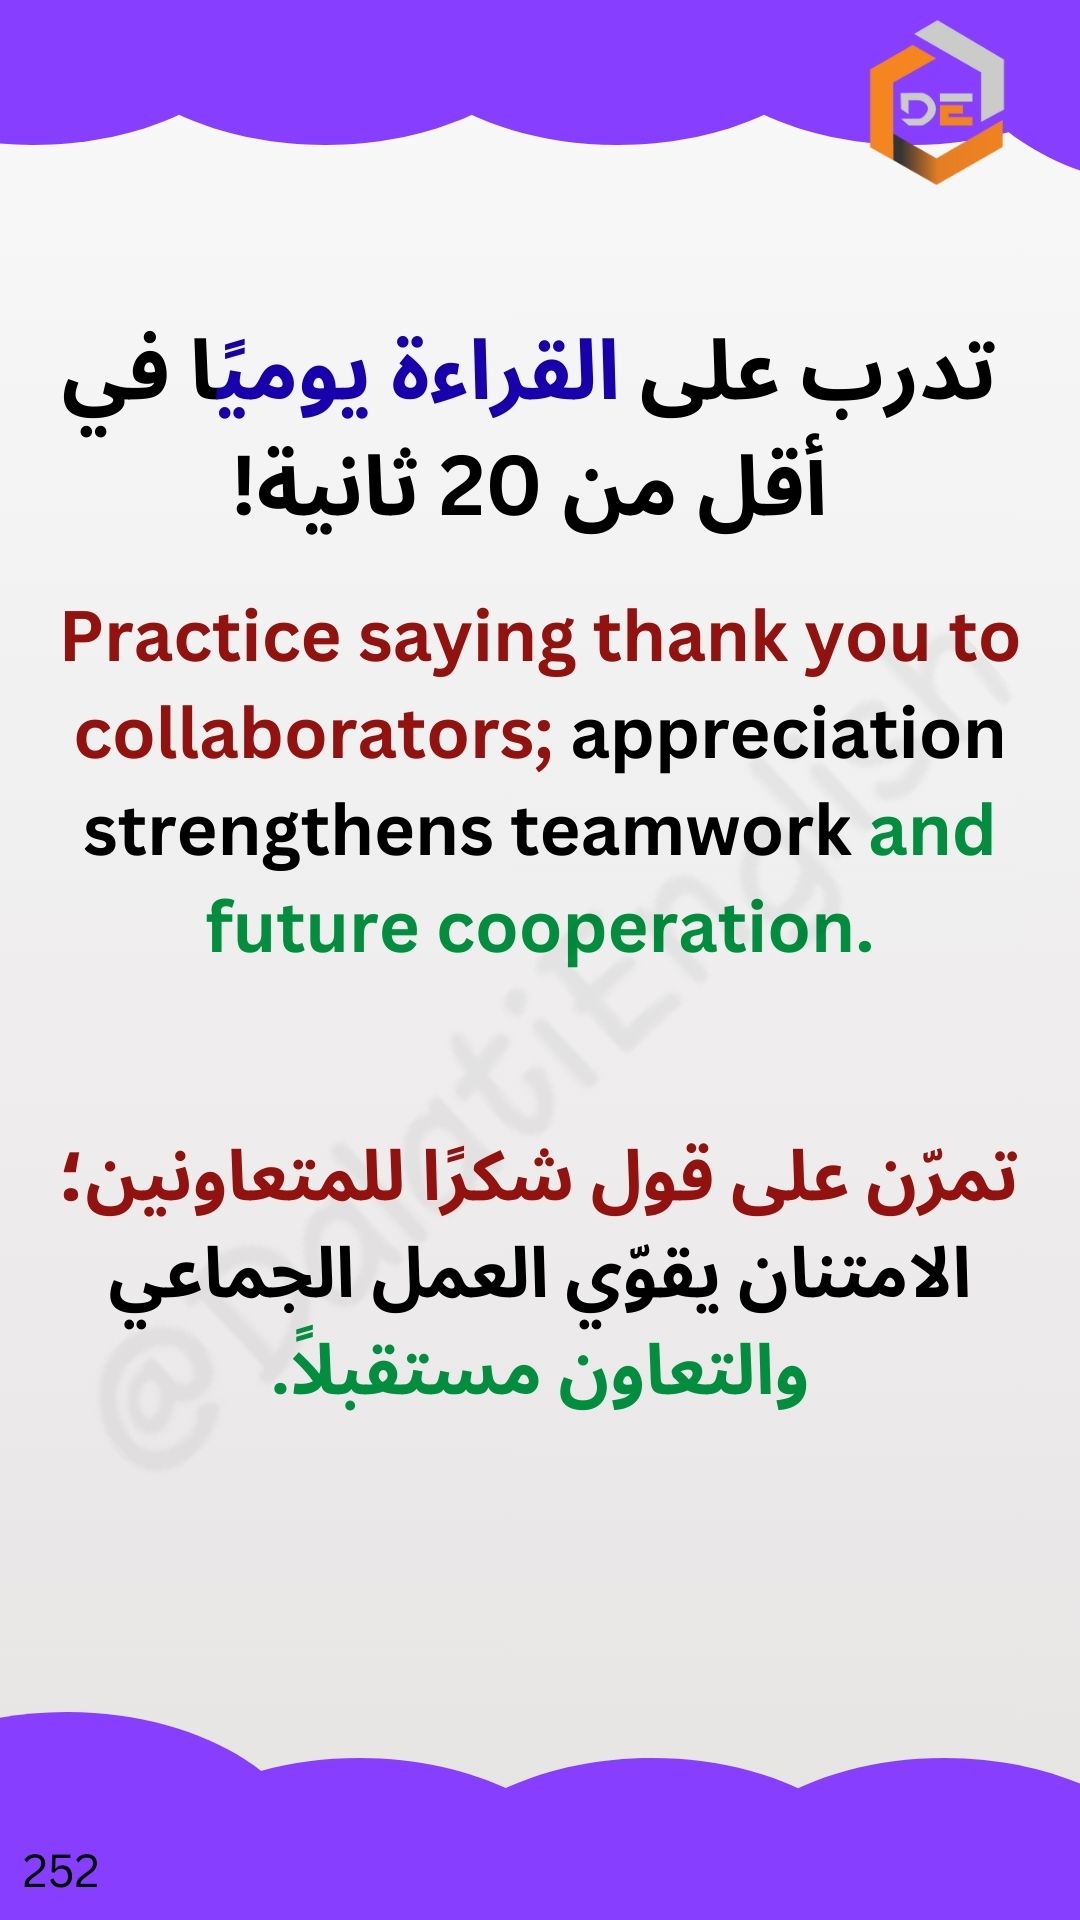 DE
تدرب على القراءة يوميًا في
أقل من 20 ثانية!
Practice saying thank you to
collaborators; appreciation
strengthens teamwork and
future cooperation.
تمرّن على قول شكرًا للمتعاونين؛
الامتنان يقوّي العمل الجماعي
والتعاون مستقبلاً.
@DalatiEnglish
252